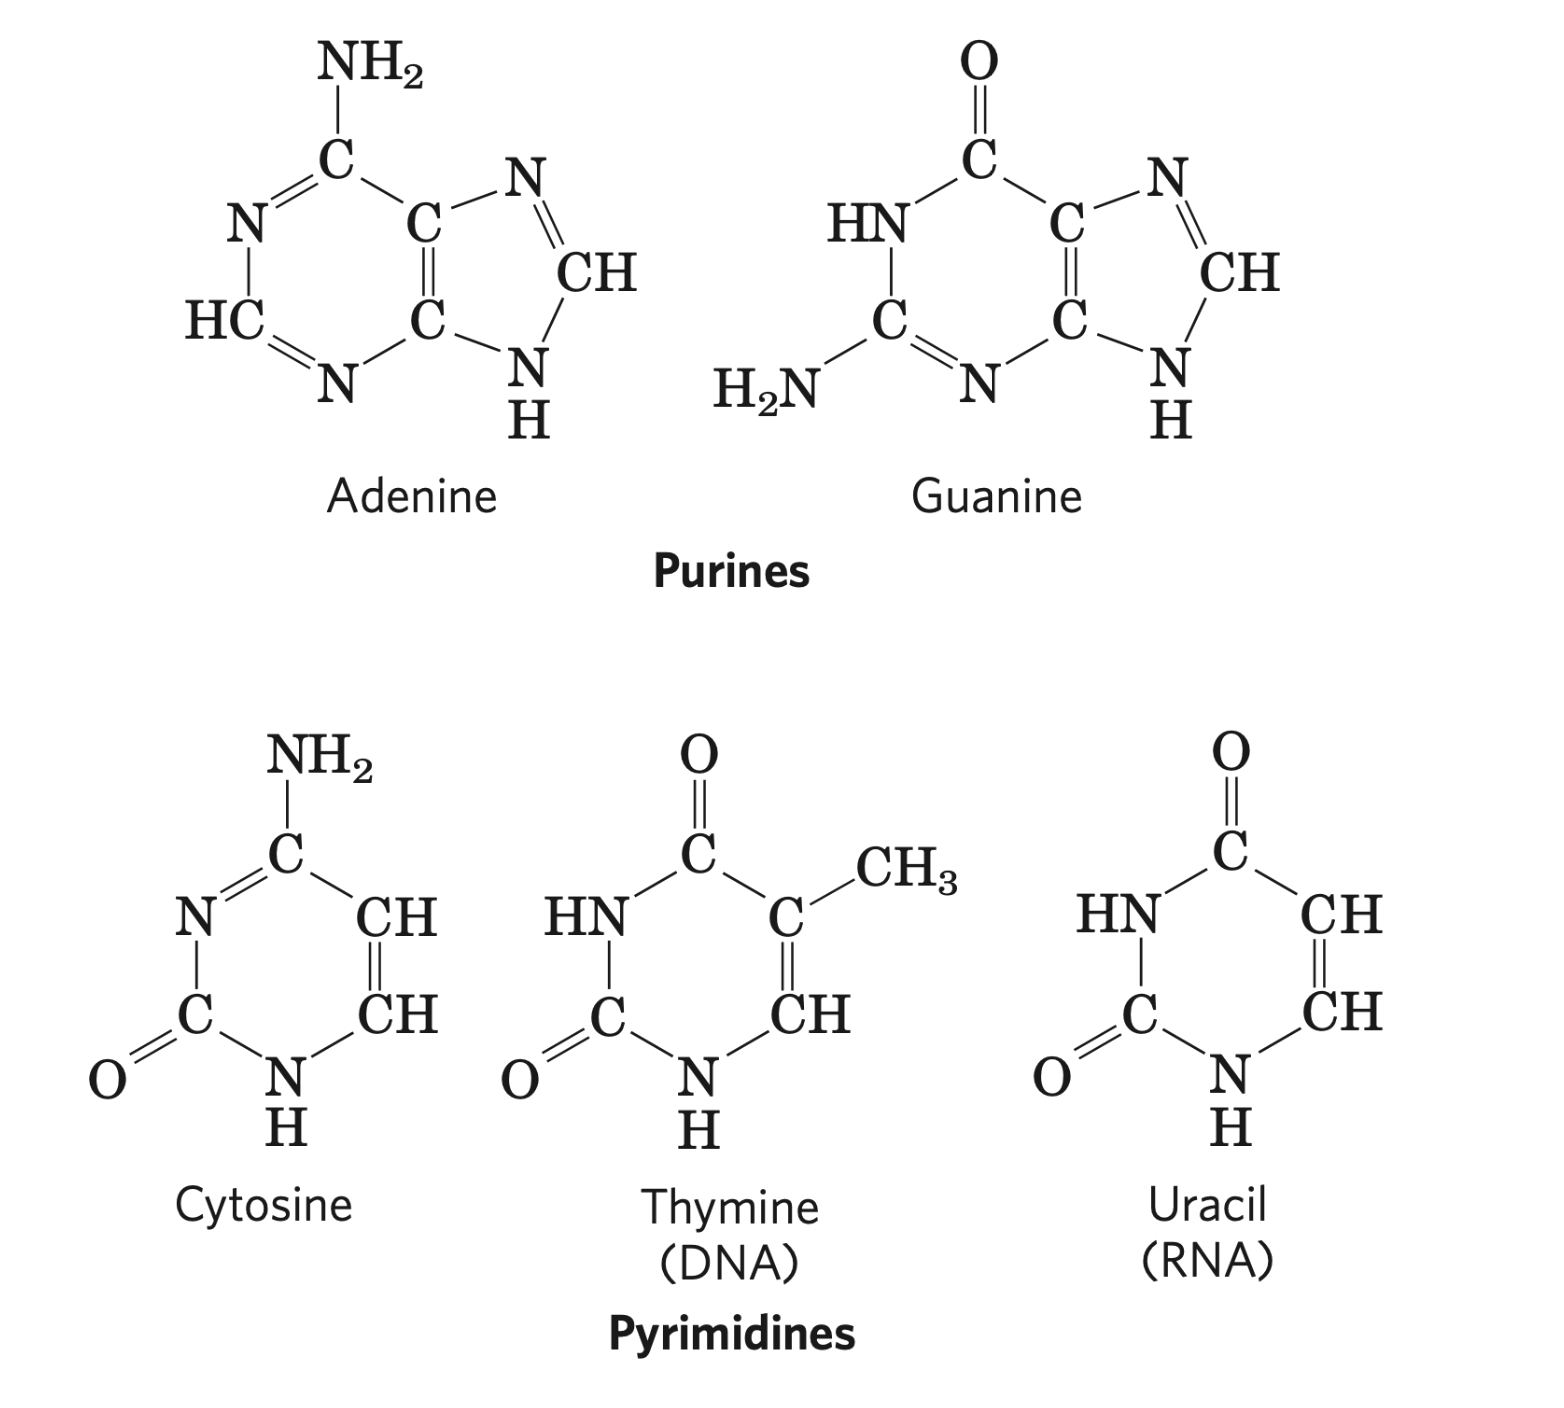 NH₂
O
C
C
N
N
N
C
HN
C
CH
CH
HC
C
C
C
N
N
N
N
H₂N
H
H
Adenine
Guanine
Purines
NH₂
O
O
C
C
CH₃
C
N
CH
HN
C
HN
CH
C
CH
C
CH
C
CH
O
N
O
N
O
N
H
H
H
Cytosine
Thymine
Uracil
(DNA)
(RNA)
Pyrimidines